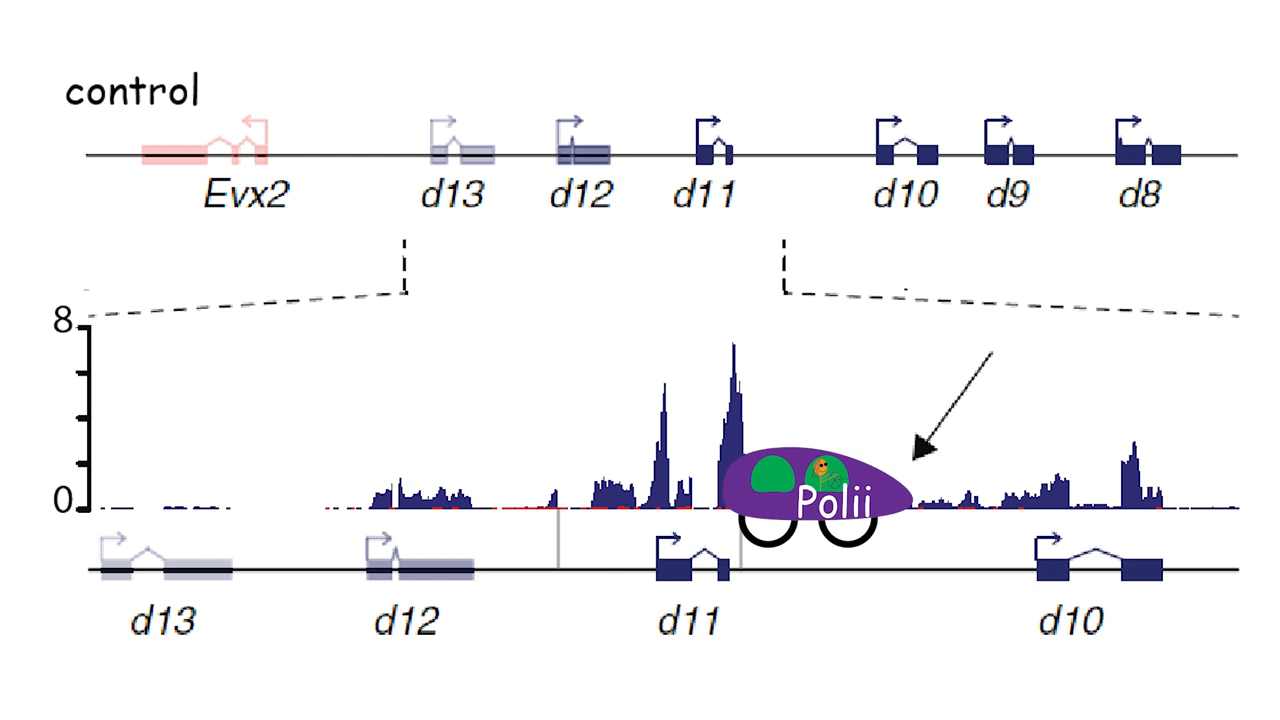 control
Evx2 d13 d12 d11 d10 d9 d8
8
0
Polii
d13 d12 d11 d10